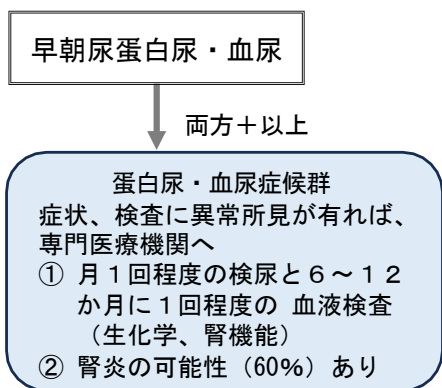 早朝尿蛋白尿・血尿
両方＋以上
蛋白尿・血尿症候群
症状、検査に異常所見が有れば、
専門医療機関へ
① 月１回程度の検尿と６～１２
か月に１回程度の 血液検査
（生化学、腎機能）
② 腎炎の可能性（60%）あり